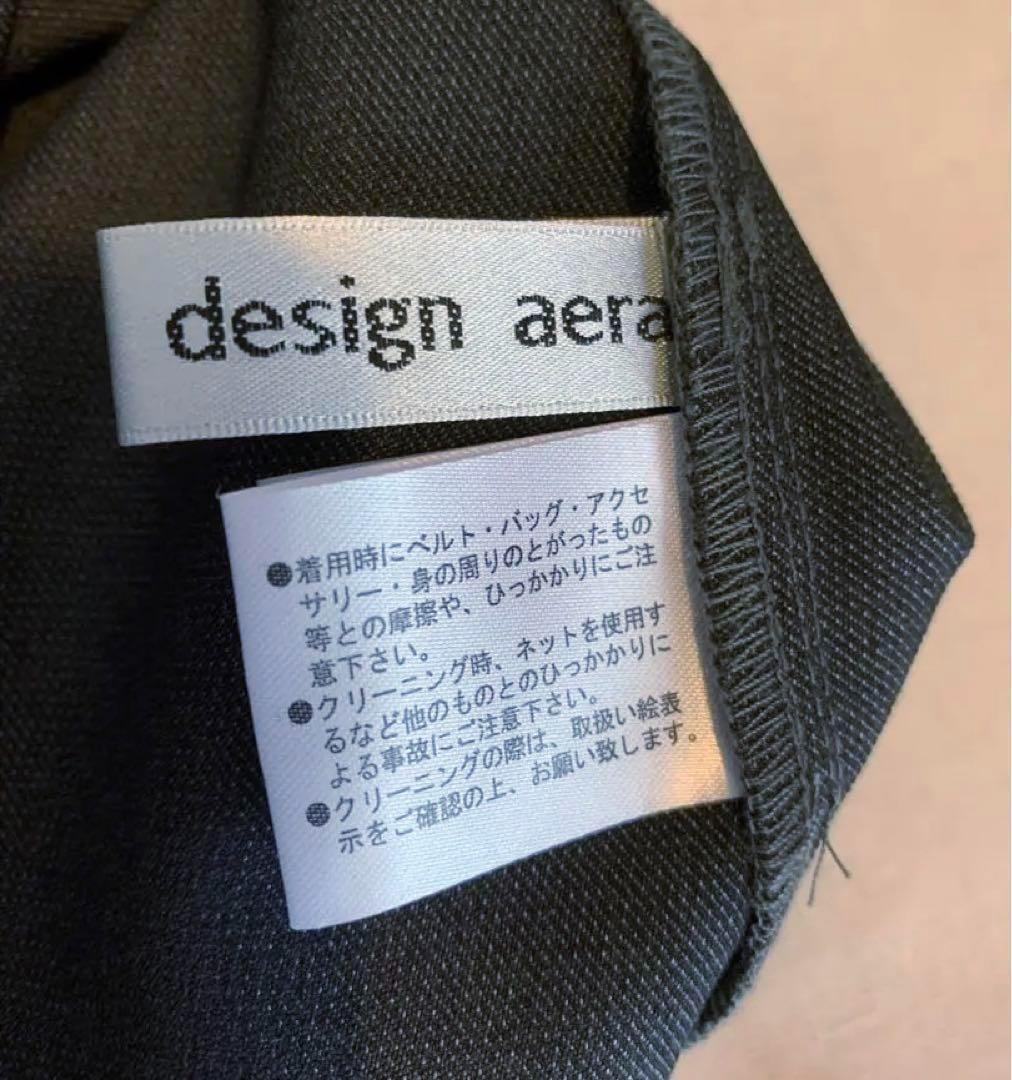 design aera
●着用時にベルト・バッグ・アクセ
サリー・身の周りのとがったもの
等との摩擦や、ひっかかりにご注
意下さい。
●クリーニング時、ネットを使用す
るなど他のものとのひっかかりに
よる事故にご注意下さい。
●クリーニングの際は、取扱い絵表
示をご確認の上、お願い致します。